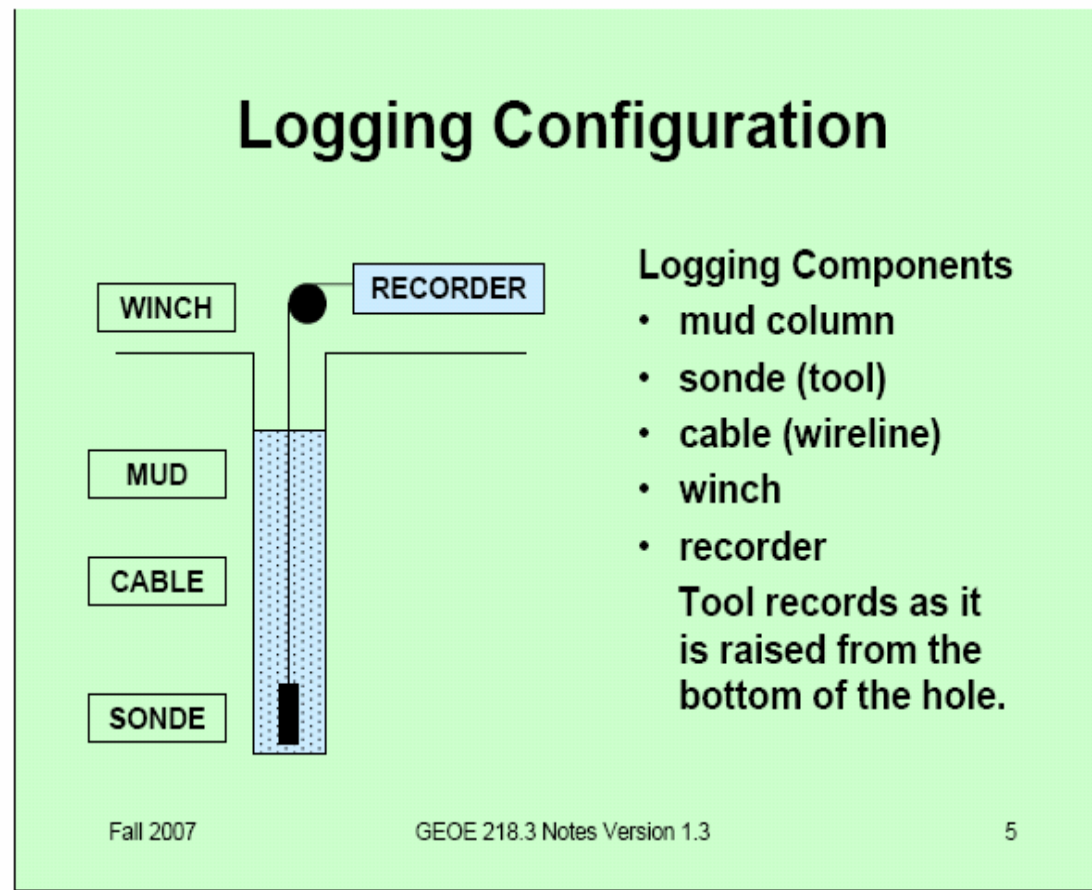 Logging Configuration
WINCH
RECORDER
MUD
CABLE
SONDE
Logging Components
• mud column
• sonde (tool)
• cable (wireline)
• winch
• recorder
Tool records as it
is raised from the
bottom of the hole.
Fall 2007
GEOE 218.3 Notes Version 1.3
5